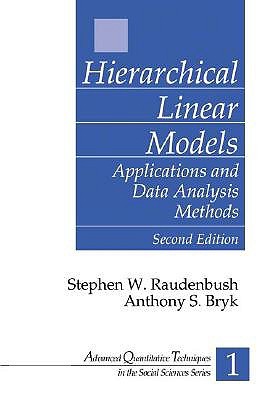 Hierarchical
Linear
Models
Applications and
Data Analysis
Methods
Second Edition
Stephen W. Raudenbush
Anthony S. Bryk
Advanced Quantitative Techniques
in the Social Sciences Series
1